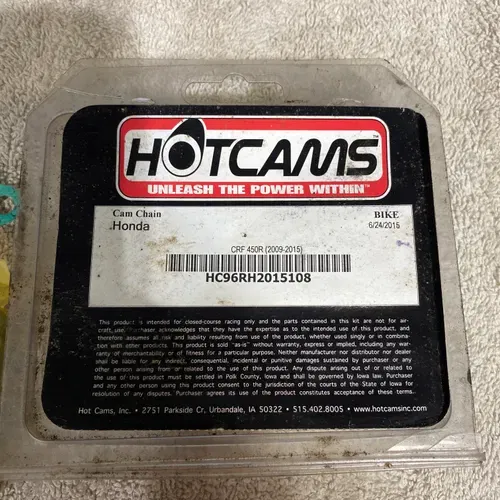 HOTCAMS™
UNLEASH THE POWER WITHIN™
Cam Chain BIKE
Honda 6/24/2015
CRF 450R (2009-2015)
HC96RH2015108
This product is intended for closed-course racing only and the parts contained in this kit are not for air-
craft use. Purchaser acknowledges that they have the expertise as to the intended use of this product, and
therefore assumes all risk and liability resulting from use of the product, whether used singly or in combina-
tion with other products. This product is sold "as-is" without warranty, express or implied, including any war-
ranty of merchantability or of fitness for a particular purpose. Neither manufacturer nor distributor nor dealer
shall be liable for any indirect, consequential, incidental or punitive damages sustained by purchaser or any
other person arising from or related to the use of this product. Any dispute arising out of or related to
the use of this product must be settled in Polk County, Iowa and shall be governed by Iowa law. Purchaser
and any other person using this product consent to the jurisdiction of the courts of the State of Iowa for
resolution of any such disputes. Purchaser agrees its use of the product constitutes acceptance of these terms.
Hot Cams, Inc. • 2751 Parkside Cr, Urbandale, IA 50322 • 515.402.8005 • www.hotcamsinc.com